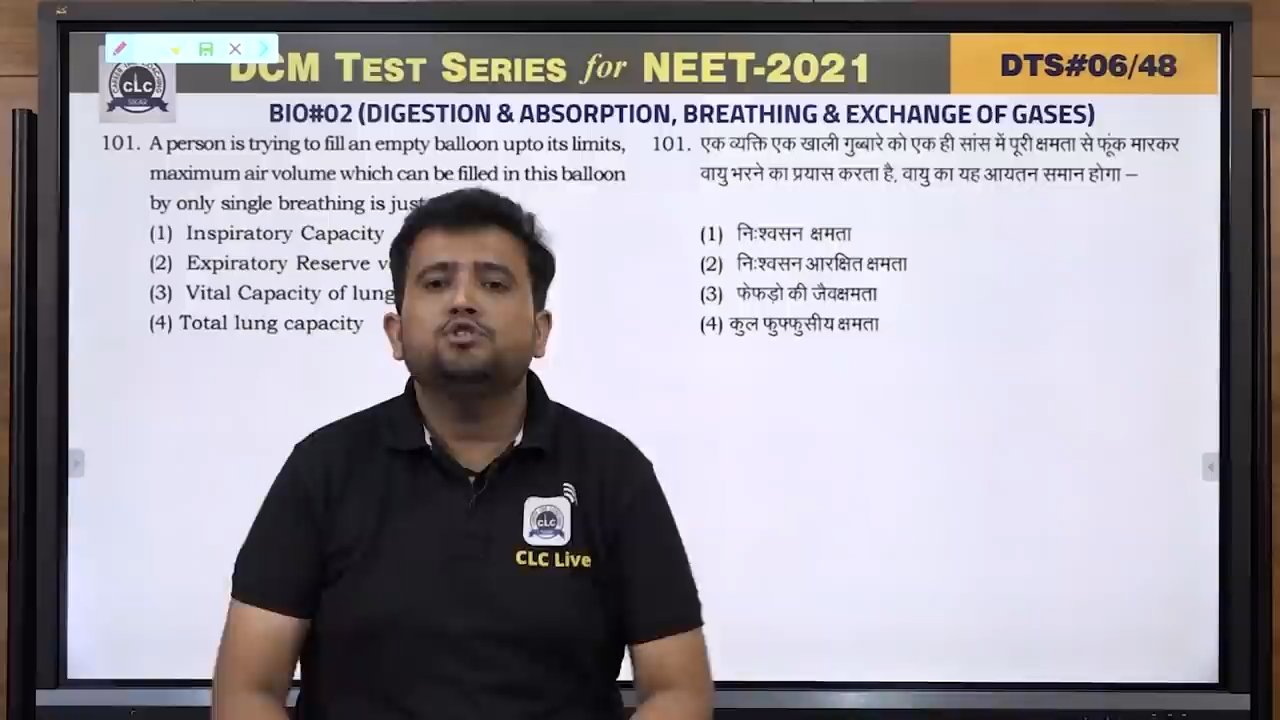 DCM TEST SERIES for NEET-2021
DTS#06/48
CLC
SIKAR
BIO#02 (DIGESTION & ABSORPTION, BREATHING & EXCHANGE OF GASES)
101. A person is trying to fill an empty balloon upto its limits,
maximum air volume which can be filled in this balloon
by only single breathing is just
(1) Inspiratory Capacity
(2) Expiratory Reserve
(3) Vital Capacity of lung
(4) Total lung capacity
101. एक व्यक्ति एक खाली गुब्बारे को एक ही सांस में पूरी क्षमता से फूंक मारकर
वायु भरने का प्रयास करता है, वायु का यह आयतन समान होगा –
(1) निःश्वसन क्षमता
(2) निःश्वसन आरक्षित क्षमता
(3) फेफड़ो की जैवक्षमता
(4) कुल फुफ्फुसीय क्षमता
CLC
CLC Live